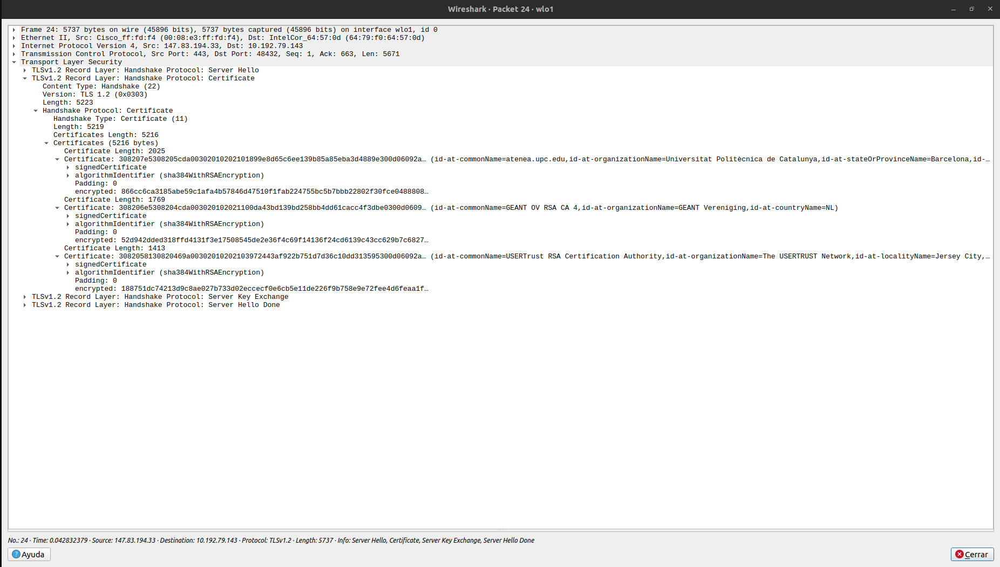 Wireshark · Packet 24 · wlo1
Frame 24: 5737 bytes on wire (45896 bits), 5737 bytes captured (45896 bits) on interface wlo1, id 0
Ethernet II, Src: Cisco_ff:fd:f4 (00:08:e3:ff:fd:f4), Dst: IntelCor_64:57:0d (64:79:f0:64:57:0d)
Internet Protocol Version 4, Src: 147.83.194.33, Dst: 10.192.79.143
Transmission Control Protocol, Src Port: 443, Dst Port: 48432, Seq: 1, Ack: 663, Len: 5671
Transport Layer Security
TLSv1.2 Record Layer: Handshake Protocol: Server Hello
TLSv1.2 Record Layer: Handshake Protocol: Certificate
Content Type: Handshake (22)
Version: TLS 1.2 (0x0303)
Length: 5223
Handshake Protocol: Certificate
Handshake Type: Certificate (11)
Length: 5219
Certificates Length: 5216
Certificates (5216 bytes)
Certificate Length: 2025
Certificate: 308207e5308205cda00302010202101899e8d65c6ee139b85a85eba3d4889e300d06092a… (id-at-commonName=atenea.upc.edu,id-at-organizationName=Universitat Politècnica de Catalunya,id-at-stateOrProvinceName=Barcelona,id-…
signedCertificate
algorithmIdentifier (sha384WithRSAEncryption)
Padding: 0
encrypted: 866cc6ca3185abe59c1afa4b57846d47510f1fab224755bc5b7bbb22802f30fce0488808…
Certificate Length: 1769
Certificate: 308206e5308204cda003020102021100da43bd139bd258bb4dd61cacc4f3dbe0300d0609… (id-at-commonName=GEANT OV RSA CA 4,id-at-organizationName=GEANT Vereniging,id-at-countryName=NL)
signedCertificate
algorithmIdentifier (sha384WithRSAEncryption)
Padding: 0
encrypted: 52d942dded318ffd4131f3e17508545de2e36f4c69f14136f24cd6139c43cc629b7c6827…
Certificate Length: 1413
Certificate: 3082058130820469a00302010202103972443af922b751d7d36c10dd313595300d06092a… (id-at-commonName=USERTrust RSA Certification Authority,id-at-organizationName=The USERTRUST Network,id-at-localityName=Jersey City,…
signedCertificate
algorithmIdentifier (sha384WithRSAEncryption)
Padding: 0
encrypted: 188751dc74213d9c8ae027b733d02eccecf0e6cb5e11de226f9b758e9e72fee4d6feaa1f…
TLSv1.2 Record Layer: Handshake Protocol: Server Key Exchange
TLSv1.2 Record Layer: Handshake Protocol: Server Hello Done
No.: 24 · Time: 0.042832379 · Source: 147.83.194.33 · Destination: 10.192.79.143 · Protocol: TLSv1.2 · Length: 5737 · Info: Server Hello, Certificate, Server Key Exchange, Server Hello Done
Ayuda
Cerrar